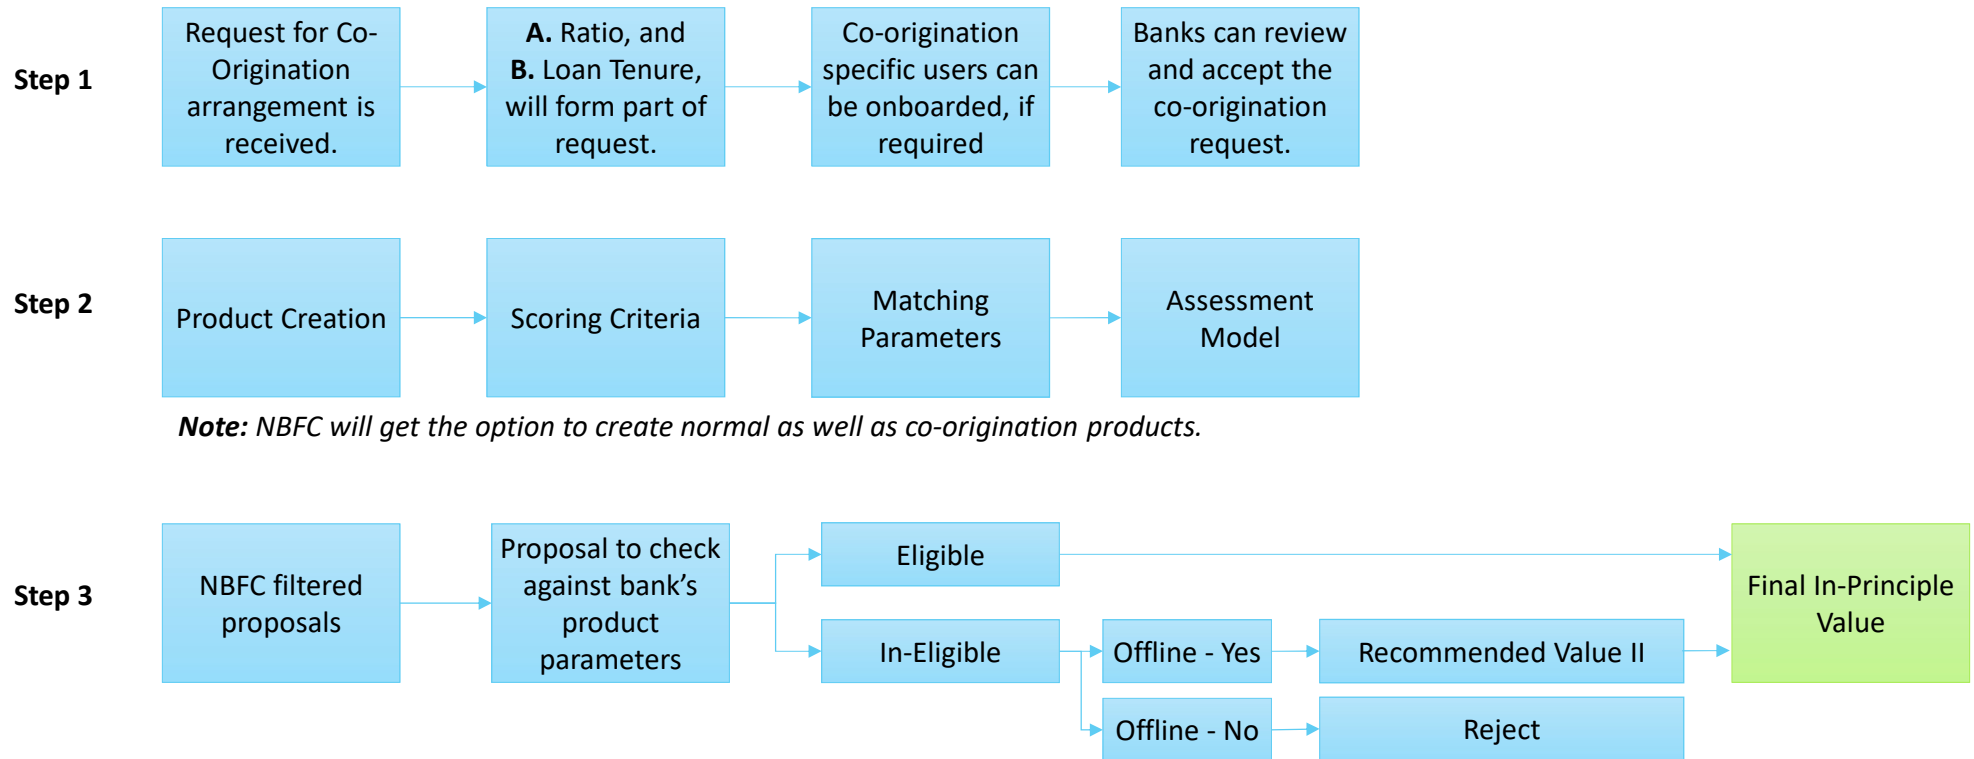 Step 1
Request for Co-
Origination
arrangement is
received.
A. Ratio, and
B. Loan Tenure,
will form part of
request.
Co-origination
specific users can
be onboarded, if
required
Banks can review
and accept the
co-origination
request.
Step 2
Product Creation
Scoring Criteria
Matching
Parameters
Assessment
Model
Note: NBFC will get the option to create normal as well as co-origination products.
Step 3
NBFC filtered
proposals
Proposal to check
against bank’s
product
parameters
Eligible
In-Eligible
Offline - Yes
Recommended Value II
Offline - No
Reject
Final In-Principle
Value